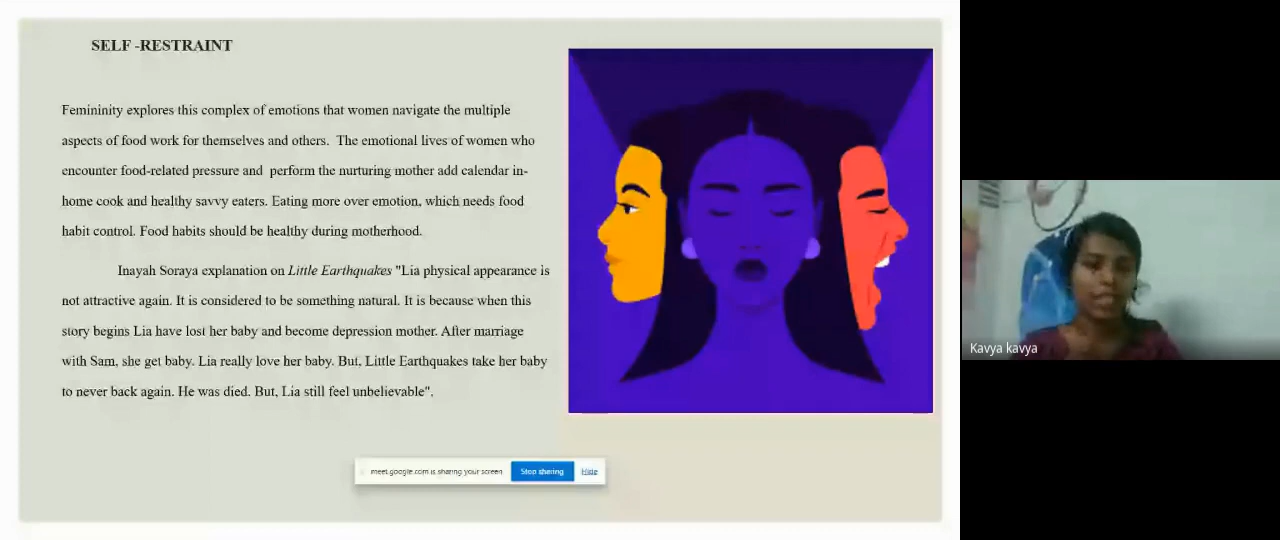 SELF -RESTRAINT
Femininity explores this complex of emotions that women navigate the multiple
aspects of food work for themselves and others. The emotional lives of women who
encounter food-related pressure and perform the nurturing mother add calendar in-
home cook and healthy savvy eaters. Eating more over emotion, which needs food
habit control. Food habits should be healthy during motherhood.
Inayah Soraya explanation on Little Earthquakes "Lia physical appearance is
not attractive again. It is considered to be something natural. It is because when this
story begins Lia have lost her baby and become depression mother. After marriage
with Sam, she get baby. Lia really love her baby. But, Little Earthquakes take her baby
to never back again. He was died. But, Lia still feel unbelievable".
meet.google.com is sharing your screen Stop sharing Hide
Kavya kavya